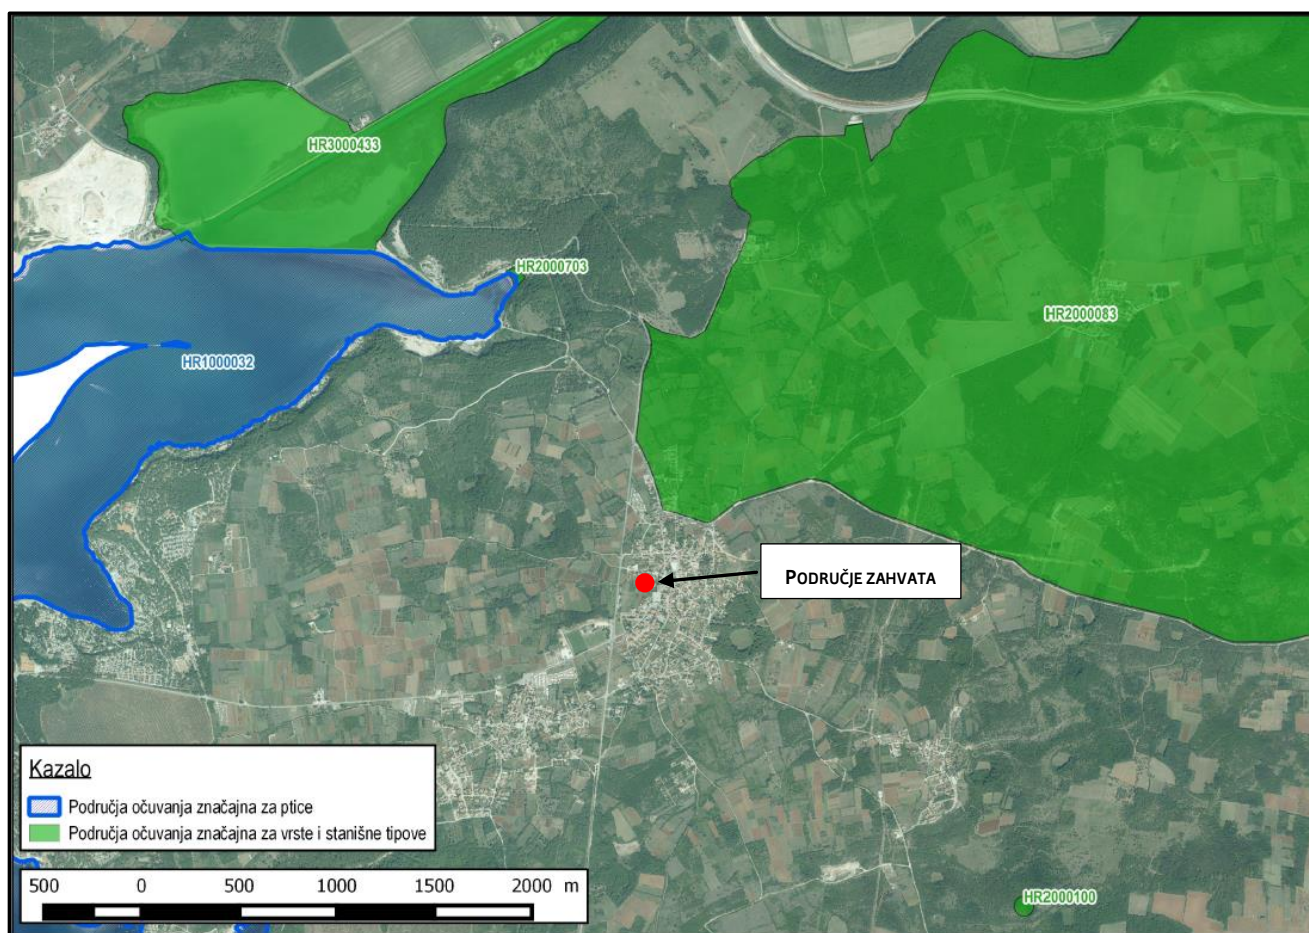 HR3000433
HR2000703
HR2000083
HR1000032
PODRUČJE ZAHVATA
Kazalo
Područja očuvanja značajna za ptice
Područja očuvanja značajna za vrste i stanišne tipove
500 0 500 1000 1500 2000 m
HR2000100